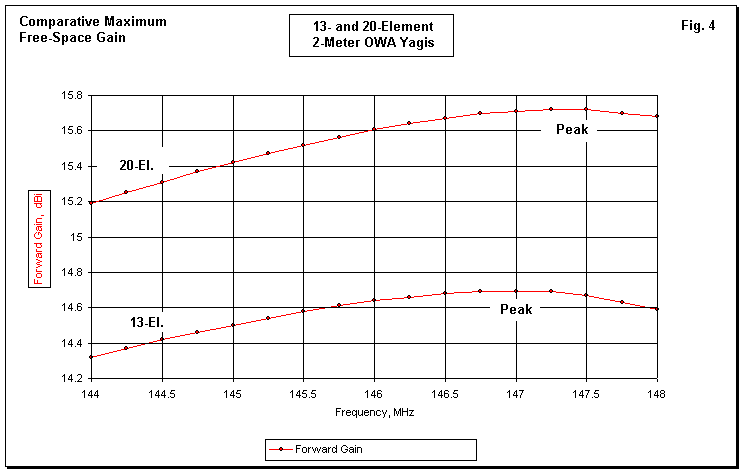 Comparative Maximum
Free-Space Gain
13- and 20-Element
2-Meter OWA Yagis
Fig. 4
15.8
15.6
15.4
15.2
15
14.8
14.6
14.4
14.2
Forward Gain, dBi
20-El.
Peak
13-El.
Peak
144 144.5 145 145.5 146 146.5 147 147.5 148
Frequency, MHz
Forward Gain